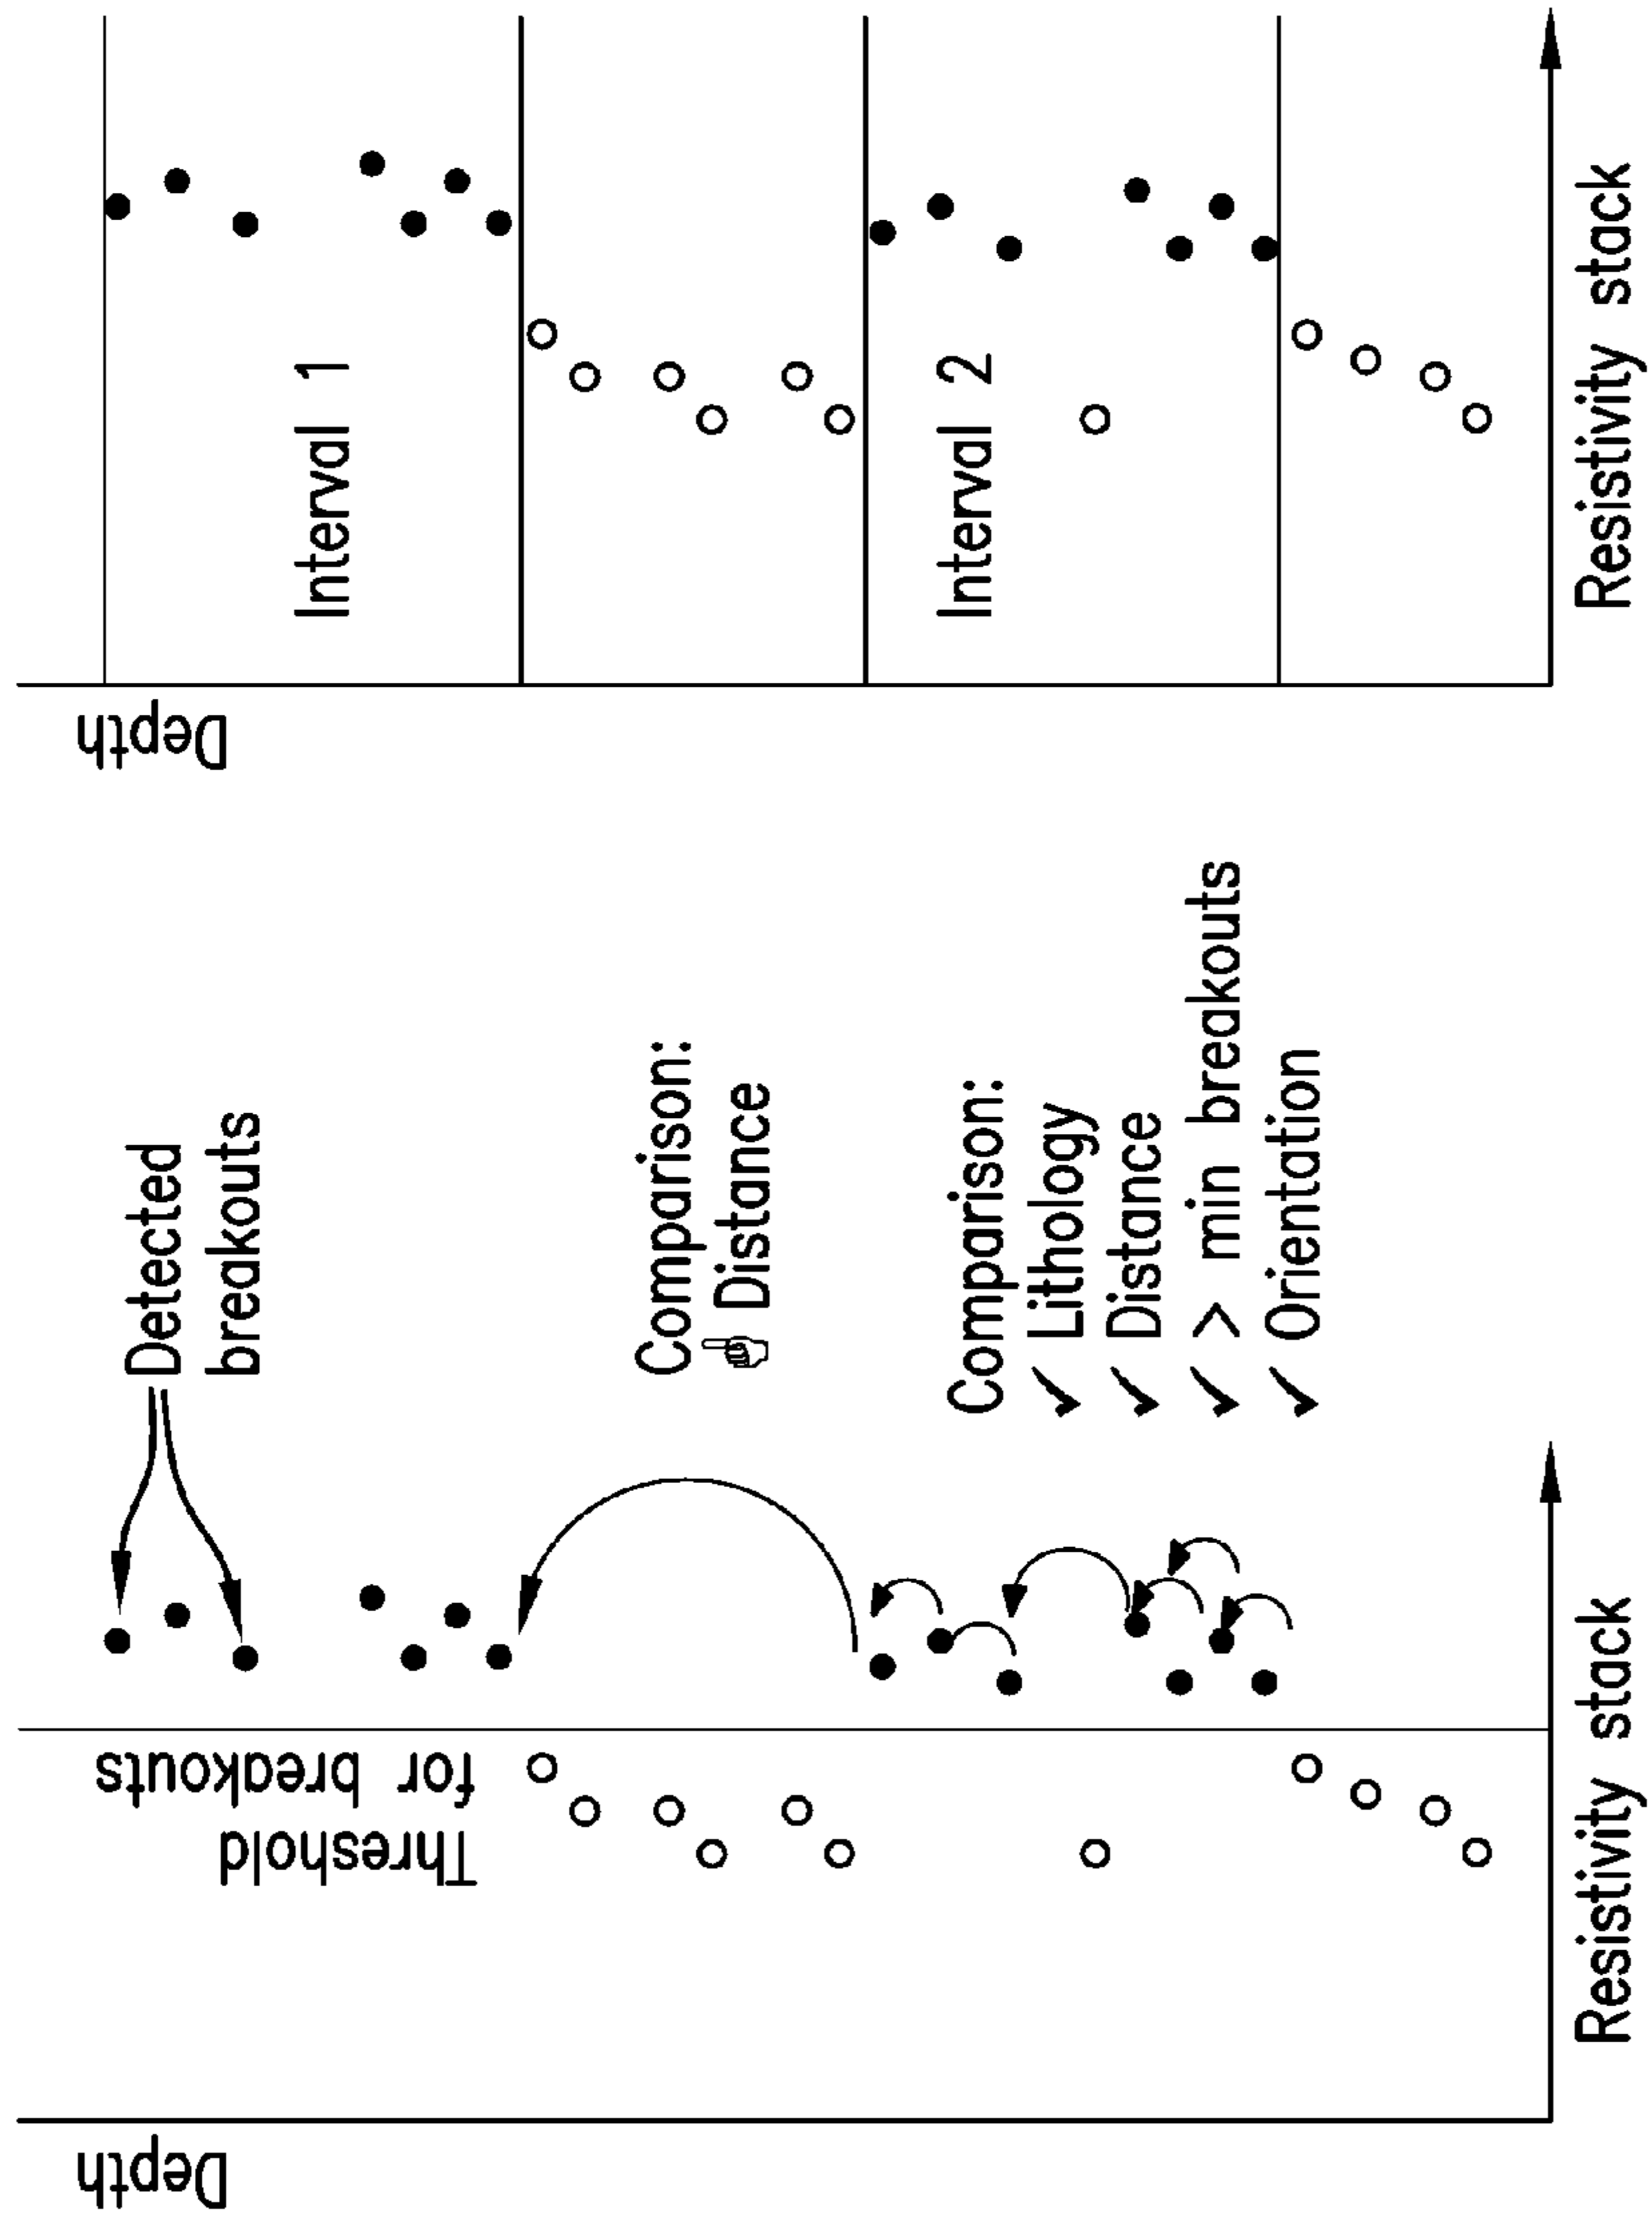 Depth
Threshold
for breakouts
Detected
breakouts
Comparison:
☜ Distance
Comparison:
✓ Lithology
✓ Distance
✓ > min breakouts
✓ Orientation
Resistivity stack
Depth
Interval 1
Interval 2
Resistivity stack